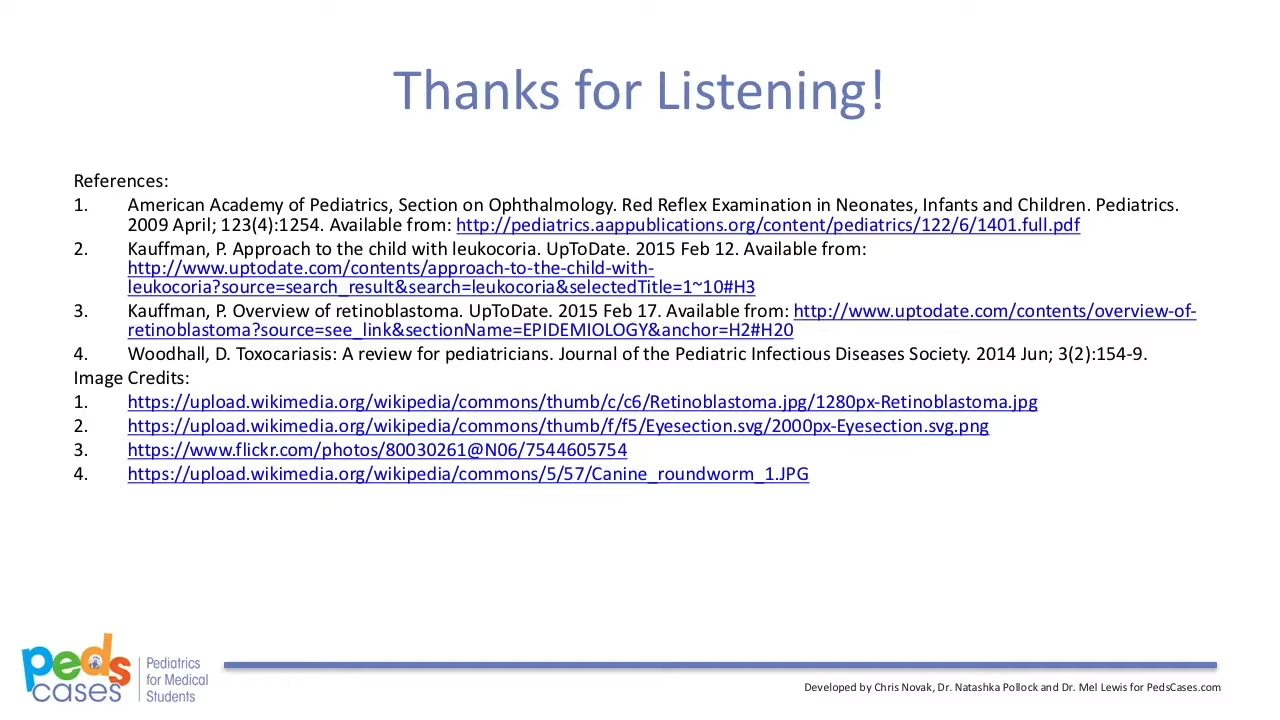 Thanks for Listening!
References:
1. American Academy of Pediatrics, Section on Ophthalmology. Red Reflex Examination in Neonates, Infants and Children. Pediatrics.
2009 April; 123(4):1254. Available from: http://pediatrics.aappublications.org/content/pediatrics/122/6/1401.full.pdf
2. Kauffman, P. Approach to the child with leukocoria. UpToDate. 2015 Feb 12. Available from:
http://www.uptodate.com/contents/approach-to-the-child-with-
leukocoria?source=search_result&search=leukocoria&selectedTitle=1~10#H3
3. Kauffman, P. Overview of retinoblastoma. UpToDate. 2015 Feb 17. Available from: http://www.uptodate.com/contents/overview-of-
retinoblastoma?source=see_link&sectionName=EPIDEMIOLOGY&anchor=H2#H20
4. Woodhall, D. Toxocariasis: A review for pediatricians. Journal of the Pediatric Infectious Diseases Society. 2014 Jun; 3(2):154-9.
Image Credits:
1. https://upload.wikimedia.org/wikipedia/commons/thumb/c/c6/Retinoblastoma.jpg/1280px-Retinoblastoma.jpg
2. https://upload.wikimedia.org/wikipedia/commons/thumb/f/f5/Eyesection.svg/2000px-Eyesection.svg.png
3. https://www.flickr.com/photos/80030261@N06/7544605754
4. https://upload.wikimedia.org/wikipedia/commons/5/57/Canine_roundworm_1.JPG
peds
cases
Pediatrics
for Medical
Students
Developed by Chris Novak, Dr. Natashka Pollock and Dr. Mel Lewis for PedsCases.com